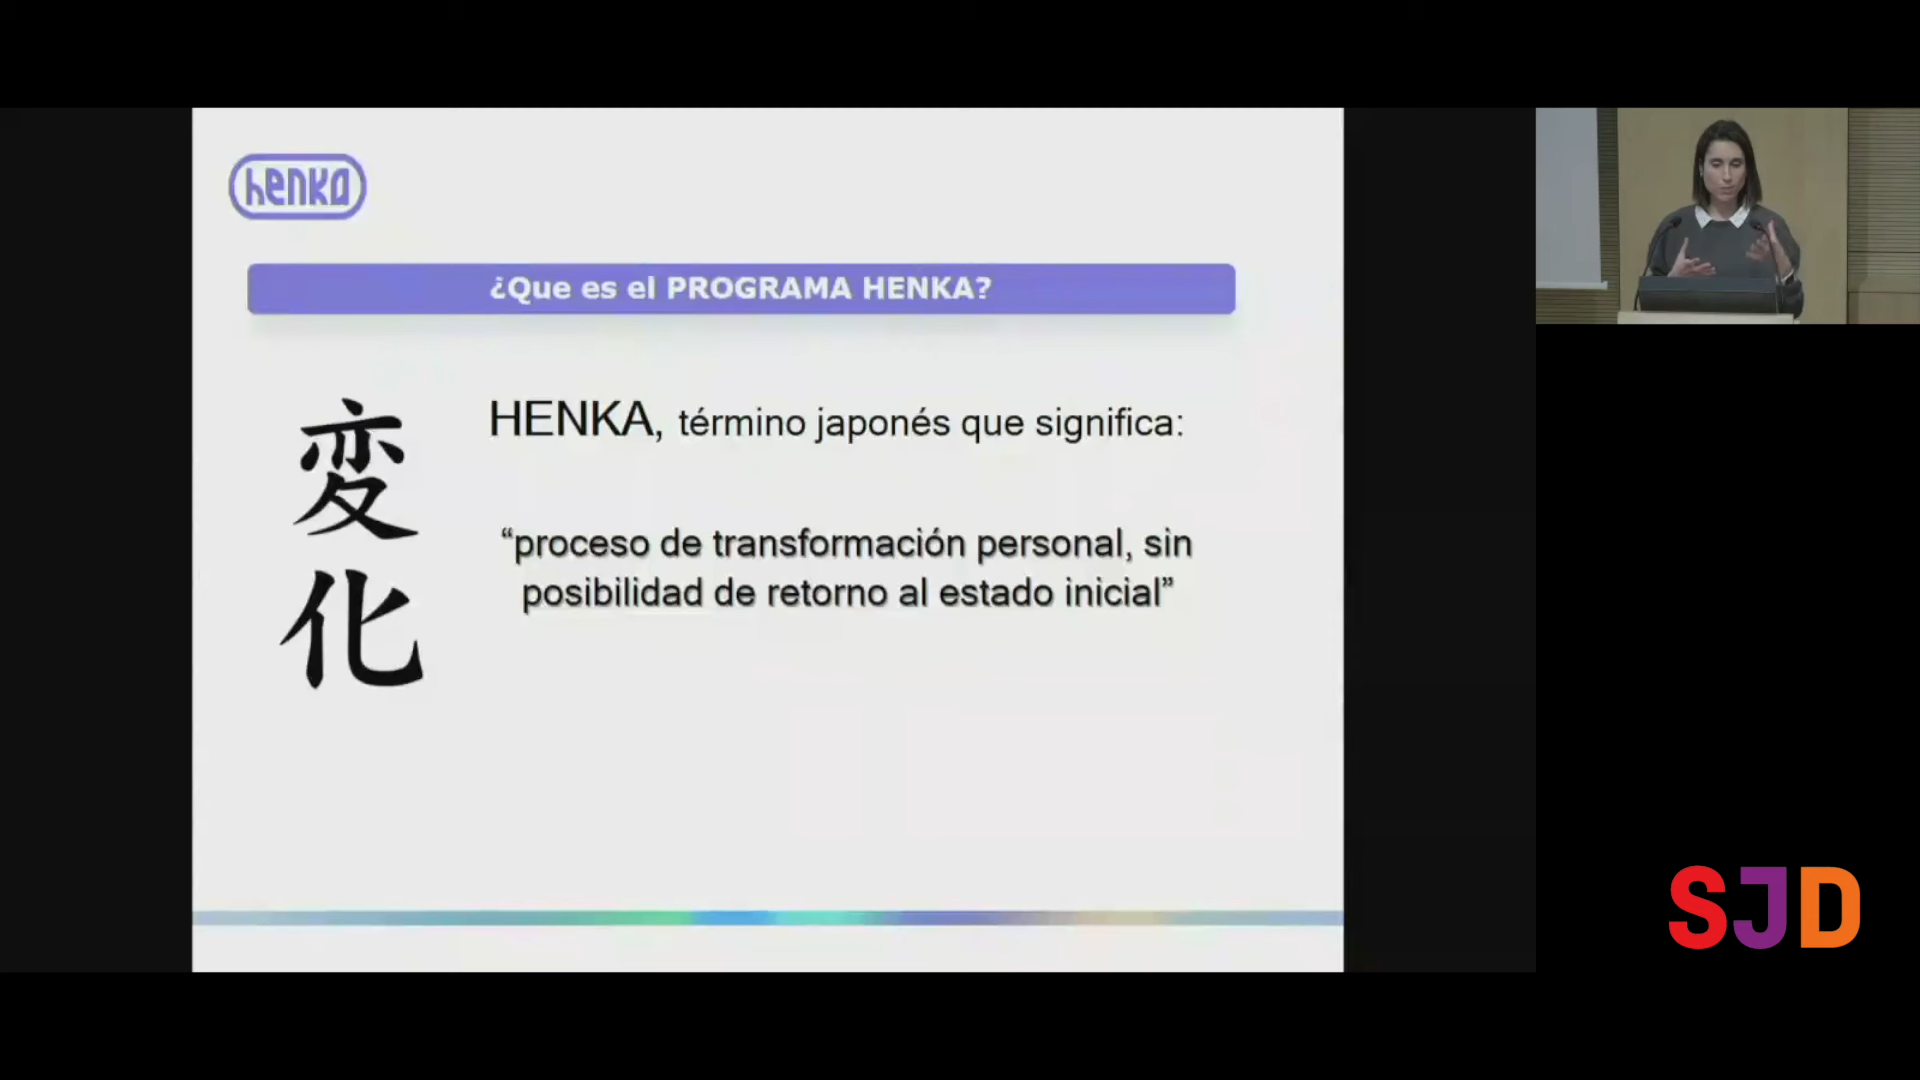 henka
¿Que es el PROGRAMA HENKA?
変
化
HENKA, término japonés que significa:
“proceso de transformación personal, sin
posibilidad de retorno al estado inicial”
SJD